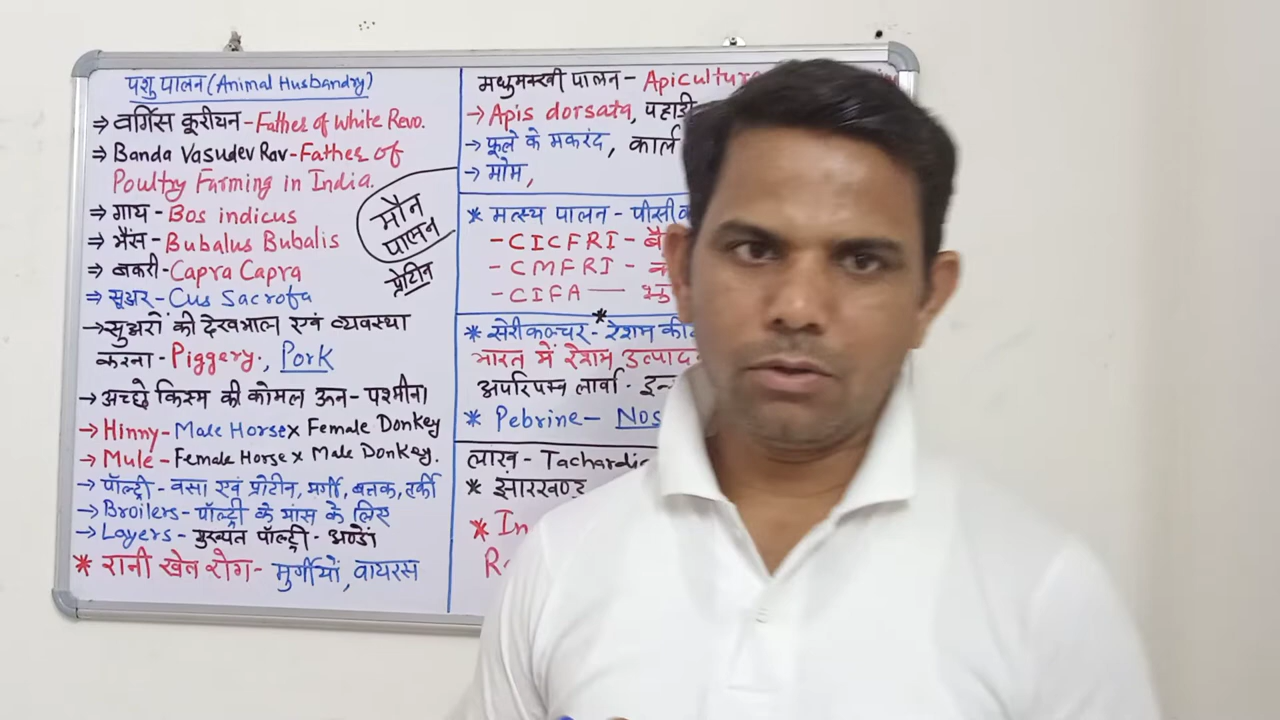 पशु पालन (Animal Husbandry)
⇒ वर्गिस कूरीयन - Father of White Revo.
⇒ Banda Vasudev Rav - Father of
Poultry Farming in India.
⇒ गाय - Bos indicus
⇒ भैंस - Bubalus Bubalis
⇒ बकरी - Capra Capra
⇒ सूअर - Cus Sacrofa
→ सुअरों की देखभाल एवं व्यवस्था
करना - Piggery, Pork
→ अच्छे किस्म की कोमल ऊन - पश्मीना
→ Hinny - Male Horse x Female Donkey
→ Mule - Female Horse x Male Donkey.
→ पॉल्ट्री - वसा एवं प्रोटीन, मुर्गी, बतक, टर्की
→ Broilers - पॉल्ट्री के मांस के लिए
→ Layers - मुख्यत पॉल्ट्री - अण्डों
* रानी खेत रोग - मुर्गीयों, वायरस
मौन
पालन
प्रोटीन
मधुमक्खी पालन - Apiculture
→ Apis dorsata, पहाड़ी
→ फूलो के मकरंद, कार्ल
→ मोम,
* मत्स्य पालन - पीसी
- CICFRI -
- CMFRI -
- CIFA —
* सेरीकल्चर - रेशम की
भारत में रेशम उत्पाद
अपरिपक्व लार्वा -
* Pebrine - Nos
लाख - Tachardia
* झारखण्ड
* In